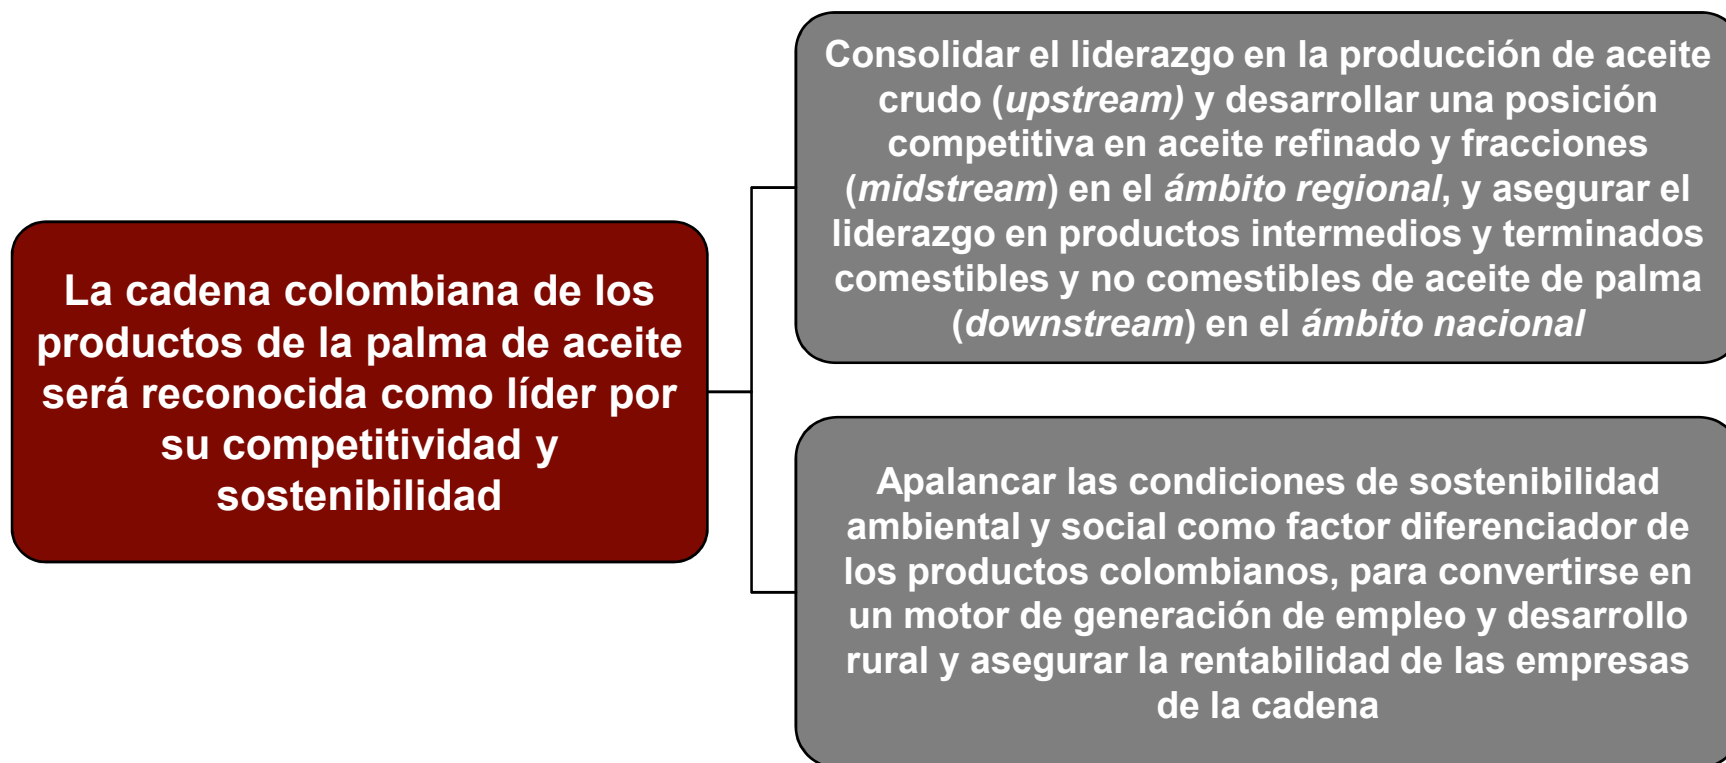 La cadena colombiana de los
productos de la palma de aceite
será reconocida como líder por
su competitividad y
sostenibilidad
Consolidar el liderazgo en la producción de aceite
crudo (upstream) y desarrollar una posición
competitiva en aceite refinado y fracciones
(midstream) en el ámbito regional, y asegurar el
liderazgo en productos intermedios y terminados
comestibles y no comestibles de aceite de palma
(downstream) en el ámbito nacional
Apalancar las condiciones de sostenibilidad
ambiental y social como factor diferenciador de
los productos colombianos, para convertirse en
un motor de generación de empleo y desarrollo
rural y asegurar la rentabilidad de las empresas
de la cadena